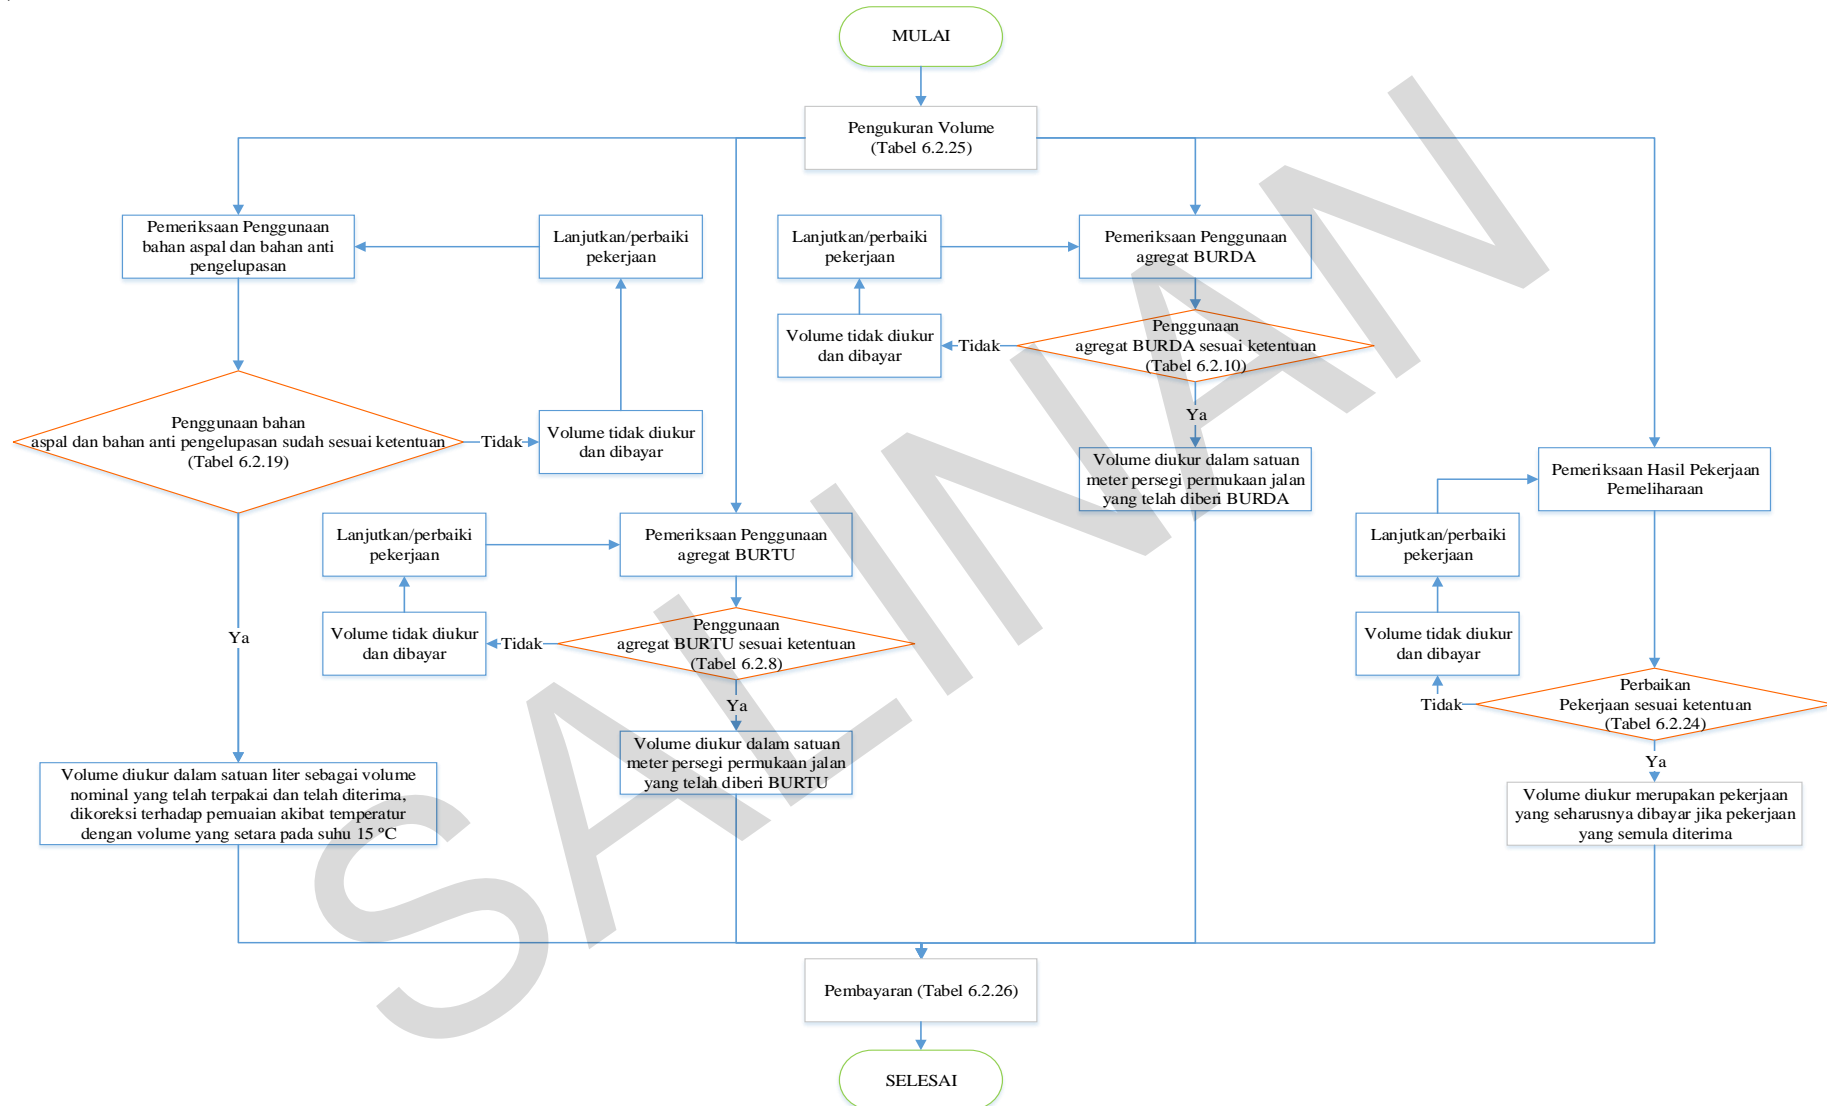 MULAI
Pengukuran Volume
(Tabel 6.2.25)
Pemeriksaan Penggunaan
bahan aspal dan bahan anti
pengelupasan
Lanjutkan/perbaiki
pekerjaan
Penggunaan bahan
aspal dan bahan anti pengelupasan sudah sesuai ketentuan
(Tabel 6.2.19)
Tidak
Volume tidak diukur
dan dibayar
Ya
Volume diukur dalam satuan liter sebagai volume
nominal yang telah terpakai dan telah diterima,
dikoreksi terhadap pemuaian akibat temperatur
dengan volume yang setara pada suhu 15 °C
Lanjutkan/perbaiki
pekerjaan
Pemeriksaan Penggunaan
agregat BURTU
Volume tidak diukur
dan dibayar
Tidak
Penggunaan
agregat BURTU sesuai ketentuan
(Tabel 6.2.8)
Ya
Volume diukur dalam satuan
meter persegi permukaan jalan
yang telah diberi BURTU
Lanjutkan/perbaiki
pekerjaan
Pemeriksaan Penggunaan
agregat BURDA
Volume tidak diukur
dan dibayar
Tidak
Penggunaan
agregat BURDA sesuai ketentuan
(Tabel 6.2.10)
Ya
Volume diukur dalam satuan
meter persegi permukaan jalan
yang telah diberi BURDA
Pemeriksaan Hasil Pekerjaan
Pemeliharaan
Lanjutkan/perbaiki
pekerjaan
Volume tidak diukur
dan dibayar
Tidak
Perbaikan
Pekerjaan sesuai ketentuan
(Tabel 6.2.24)
Ya
Volume diukur merupakan pekerjaan
yang seharusnya dibayar jika pekerjaan
yang semula diterima
Pembayaran (Tabel 6.2.26)
SELESAI
SALINAN